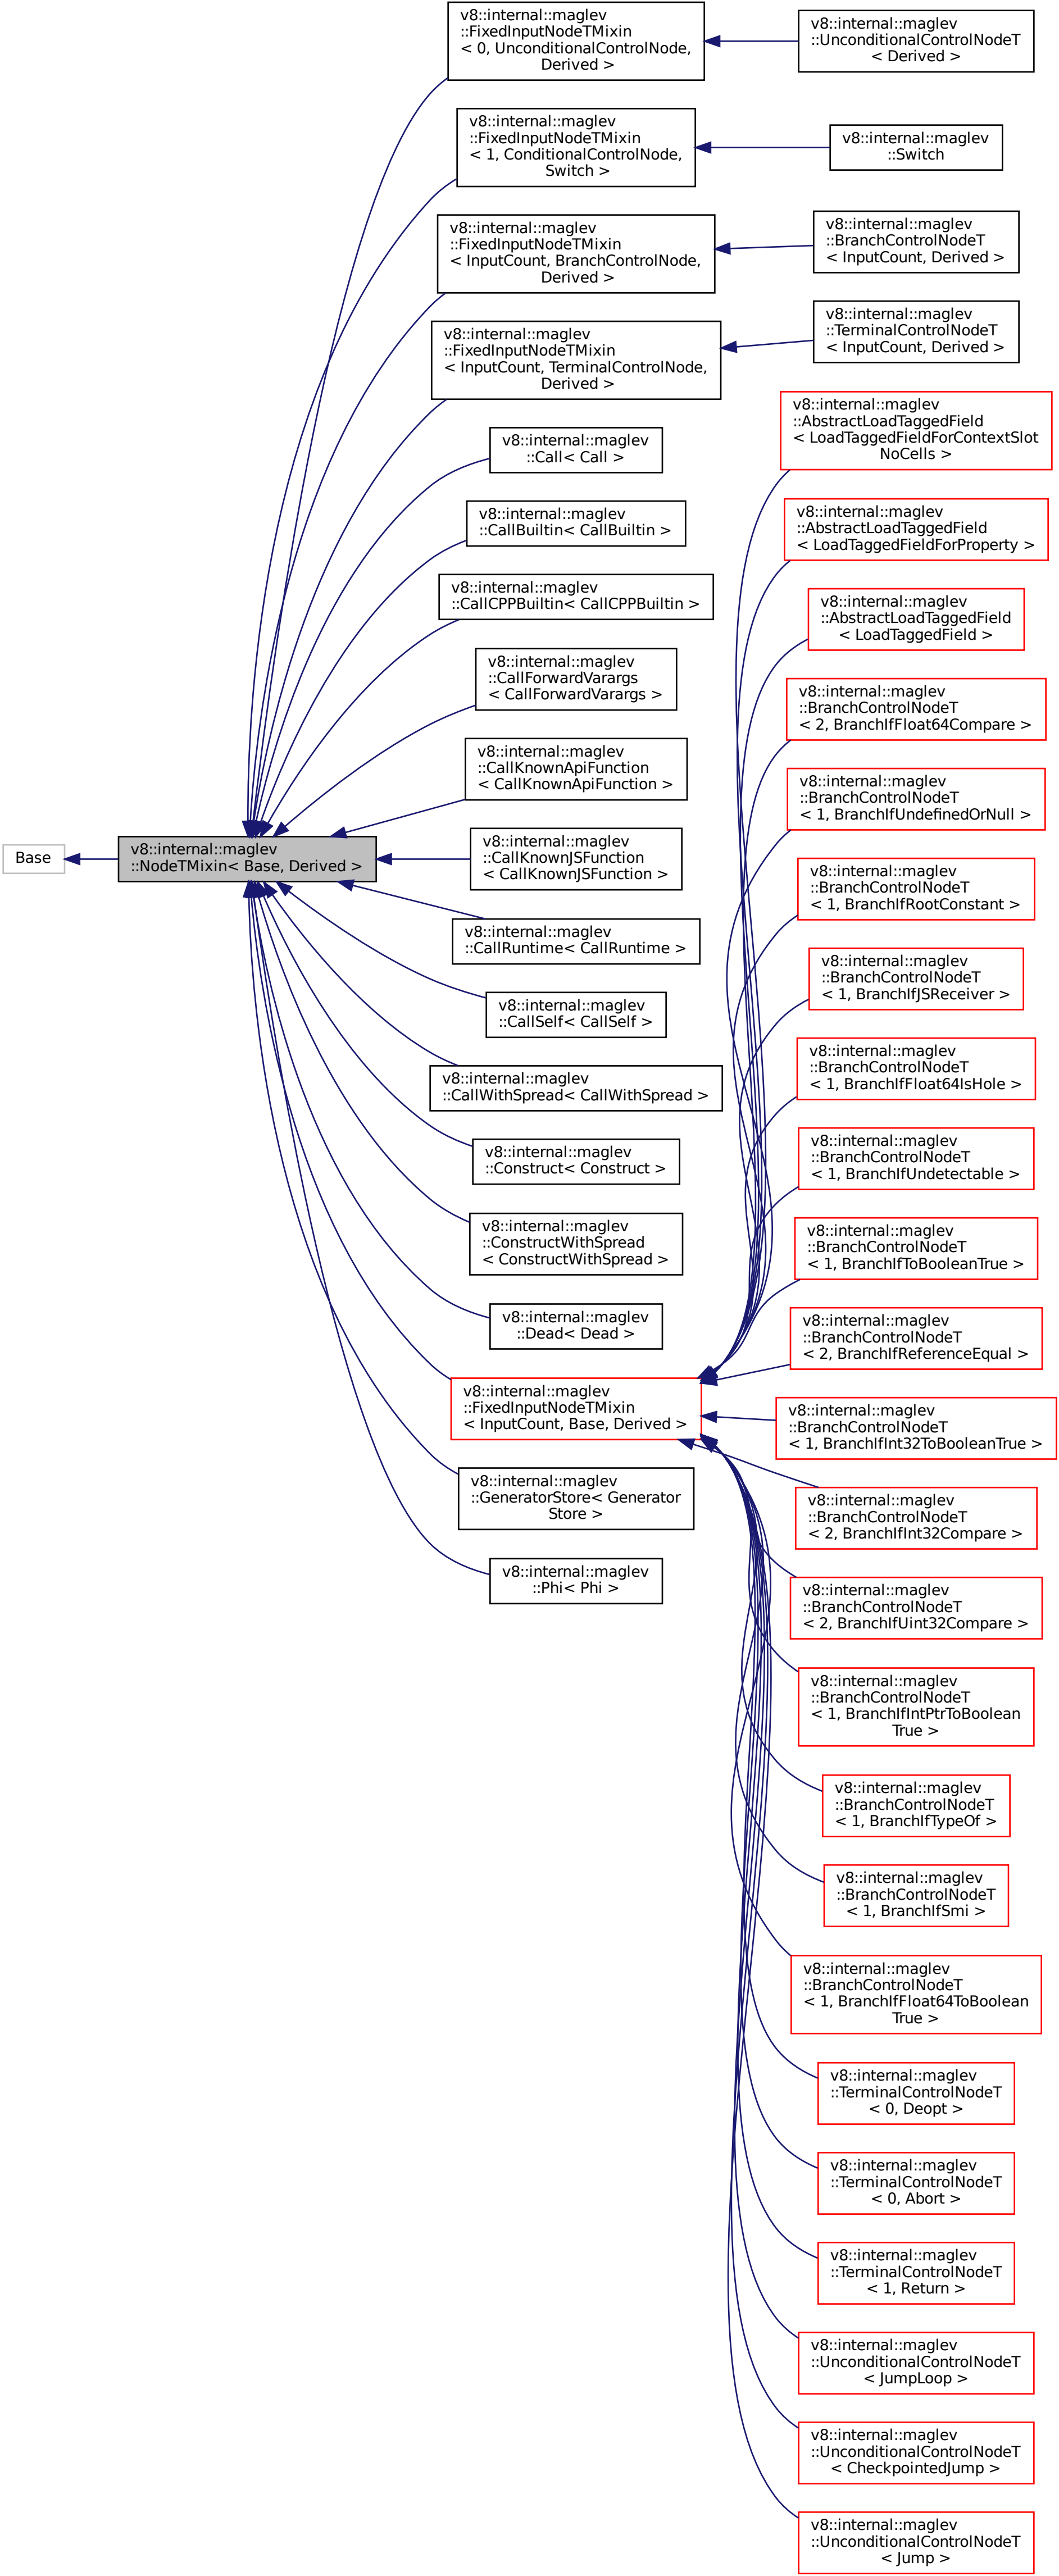 Base
v8::internal::maglev
::NodeTMixin< Base, Derived >
v8::internal::maglev
::FixedInputNodeTMixin
< 0, UnconditionalControlNode,
Derived >
v8::internal::maglev
::FixedInputNodeTMixin
< 1, ConditionalControlNode,
Switch >
v8::internal::maglev
::FixedInputNodeTMixin
< InputCount, BranchControlNode,
Derived >
v8::internal::maglev
::FixedInputNodeTMixin
< InputCount, TerminalControlNode,
Derived >
v8::internal::maglev
::Call< Call >
v8::internal::maglev
::CallBuiltin< CallBuiltin >
v8::internal::maglev
::CallCPPBuiltin< CallCPPBuiltin >
v8::internal::maglev
::CallForwardVarargs
< CallForwardVarargs >
v8::internal::maglev
::CallKnownApiFunction
< CallKnownApiFunction >
v8::internal::maglev
::CallKnownJSFunction
< CallKnownJSFunction >
v8::internal::maglev
::CallRuntime< CallRuntime >
v8::internal::maglev
::CallSelf< CallSelf >
v8::internal::maglev
::CallWithSpread< CallWithSpread >
v8::internal::maglev
::Construct< Construct >
v8::internal::maglev
::ConstructWithSpread
< ConstructWithSpread >
v8::internal::maglev
::Dead< Dead >
v8::internal::maglev
::FixedInputNodeTMixin
< InputCount, Base, Derived >
v8::internal::maglev
::GeneratorStore< Generator
Store >
v8::internal::maglev
::Phi< Phi >
v8::internal::maglev
::UnconditionalControlNodeT
< Derived >
v8::internal::maglev
::Switch
v8::internal::maglev
::BranchControlNodeT
< InputCount, Derived >
v8::internal::maglev
::TerminalControlNodeT
< InputCount, Derived >
v8::internal::maglev
::AbstractLoadTaggedField
< LoadTaggedFieldForContextSlot
NoCells >
v8::internal::maglev
::AbstractLoadTaggedField
< LoadTaggedFieldForProperty >
v8::internal::maglev
::AbstractLoadTaggedField
< LoadTaggedField >
v8::internal::maglev
::BranchControlNodeT
< 2, BranchIfFloat64Compare >
v8::internal::maglev
::BranchControlNodeT
< 1, BranchIfUndefinedOrNull >
v8::internal::maglev
::BranchControlNodeT
< 1, BranchIfRootConstant >
v8::internal::maglev
::BranchControlNodeT
< 1, BranchIfJSReceiver >
v8::internal::maglev
::BranchControlNodeT
< 1, BranchIfFloat64IsHole >
v8::internal::maglev
::BranchControlNodeT
< 1, BranchIfUndetectable >
v8::internal::maglev
::BranchControlNodeT
< 1, BranchIfToBooleanTrue >
v8::internal::maglev
::BranchControlNodeT
< 2, BranchIfReferenceEqual >
v8::internal::maglev
::BranchControlNodeT
< 1, BranchIfInt32ToBooleanTrue >
v8::internal::maglev
::BranchControlNodeT
< 2, BranchIfInt32Compare >
v8::internal::maglev
::BranchControlNodeT
< 2, BranchIfUint32Compare >
v8::internal::maglev
::BranchControlNodeT
< 1, BranchIfIntPtrToBoolean
True >
v8::internal::maglev
::BranchControlNodeT
< 1, BranchIfTypeOf >
v8::internal::maglev
::BranchControlNodeT
< 1, BranchIfSmi >
v8::internal::maglev
::BranchControlNodeT
< 1, BranchIfFloat64ToBoolean
True >
v8::internal::maglev
::TerminalControlNodeT
< 0, Deopt >
v8::internal::maglev
::TerminalControlNodeT
< 0, Abort >
v8::internal::maglev
::TerminalControlNodeT
< 1, Return >
v8::internal::maglev
::UnconditionalControlNodeT
< JumpLoop >
v8::internal::maglev
::UnconditionalControlNodeT
< CheckpointedJump >
v8::internal::maglev
::UnconditionalControlNodeT
< Jump >